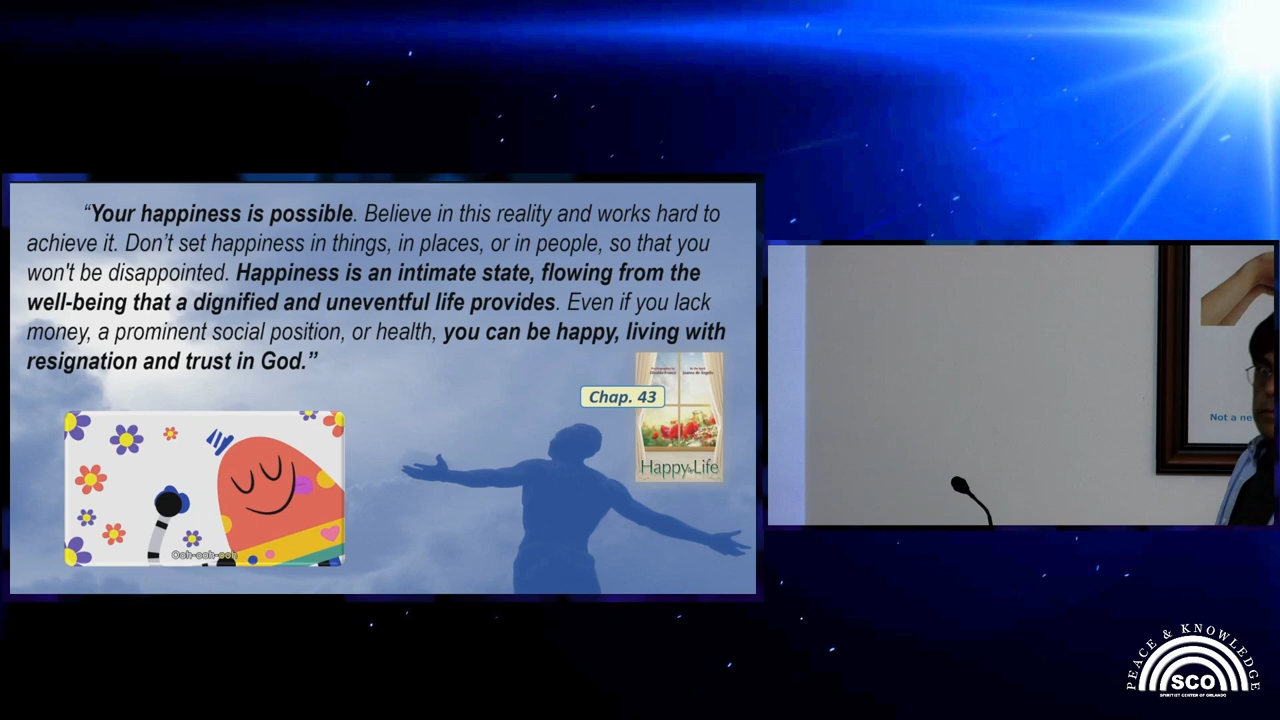 “Your happiness is possible. Believe in this reality and works hard to
achieve it. Don’t set happiness in things, in places, or in people, so that you
won't be disappointed. Happiness is an intimate state, flowing from the
well-being that a dignified and uneventful life provides. Even if you lack
money, a prominent social position, or health, you can be happy, living with
resignation and trust in God.”
Chap. 43
Happy Life
Ooh-ooh-ooh
Not a ne
PEACE & KNOWLEDGE
SCO
SPIRITIST CENTER OF ORLANDO